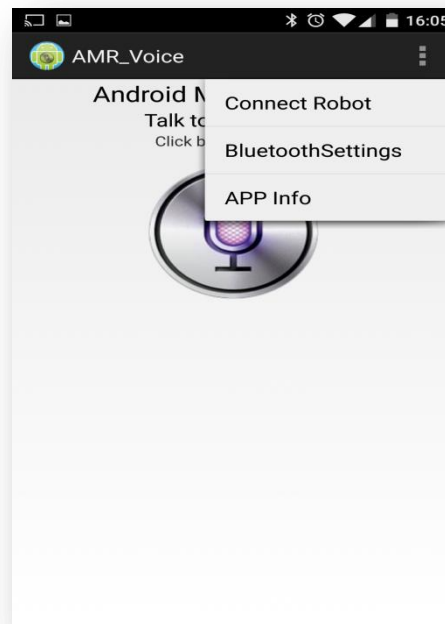 16:05
AMR_Voice
Android M
Talk to
Click b
Connect Robot
BluetoothSettings
APP Info